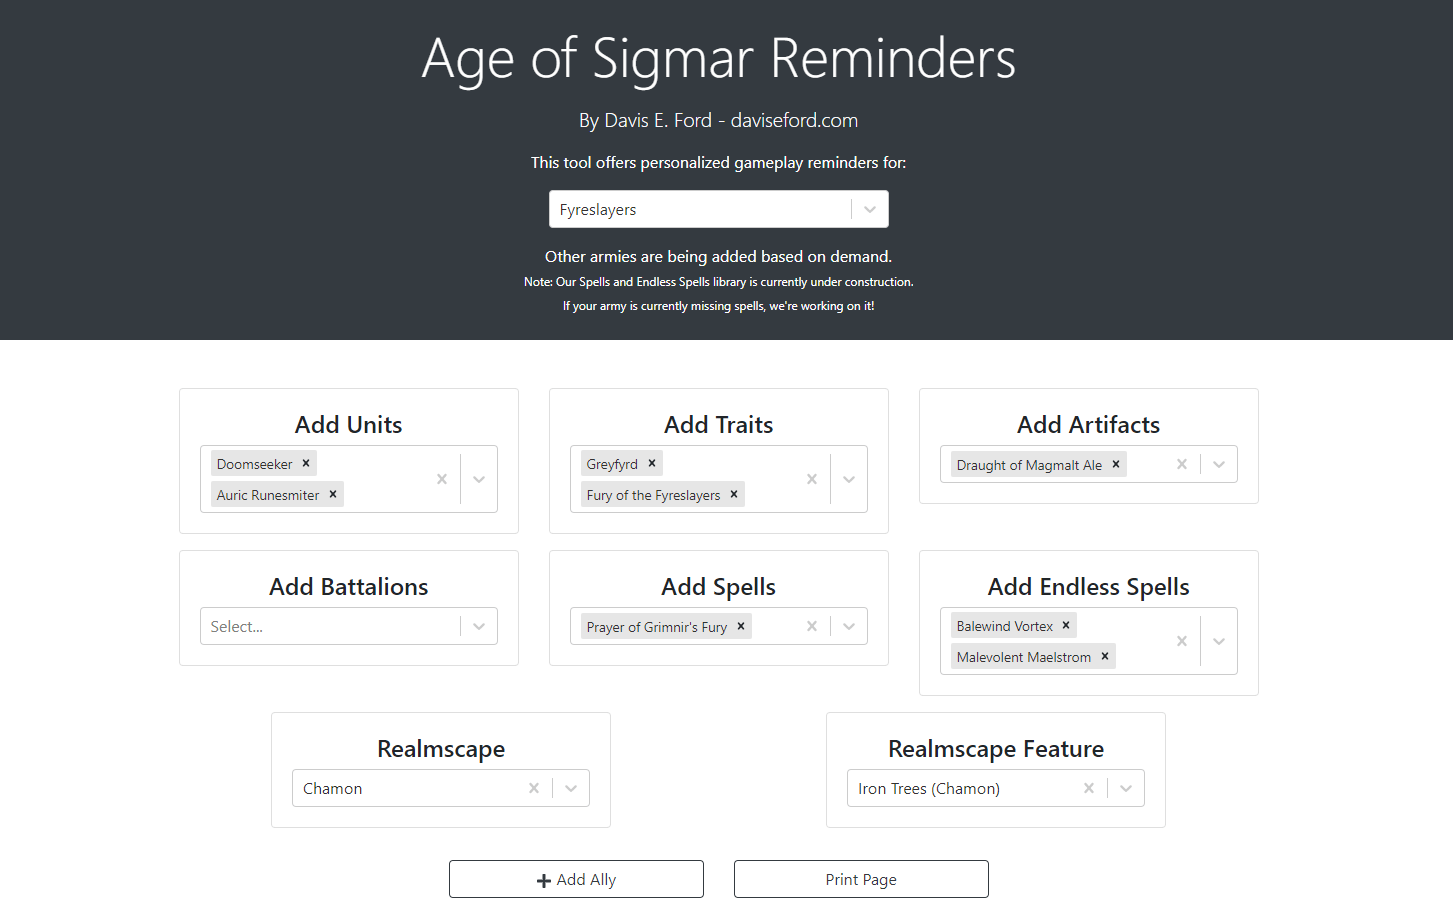 Age of Sigmar Reminders
By Davis E. Ford - daviseford.com
This tool offers personalized gameplay reminders for:
Fyreslayers
Other armies are being added based on demand.
Note: Our Spells and Endless Spells library is currently under construction.
If your army is currently missing spells, we're working on it!
Add Units
Doomseeker
Auric Runesmiter
Add Traits
Greyfyrd
Fury of the Fyreslayers
Add Artifacts
Draught of Magmalt Ale
Add Battalions
Select...
Add Spells
Prayer of Grimnir's Fury
Add Endless Spells
Balewind Vortex
Malevolent Maelstrom
Realmscape
Chamon
Realmscape Feature
Iron Trees (Chamon)
Add Ally
Print Page